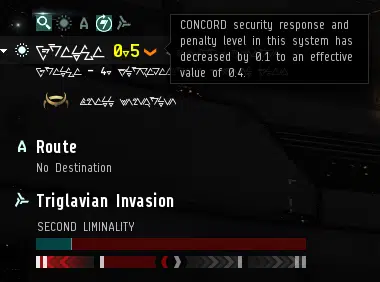 CONCORD security response and
penalty level in this system has
decreased by 0.1 to an effective
value of 0.4.
0.5
Route
No Destination
Triglavian Invasion
SECOND LIMINALITY